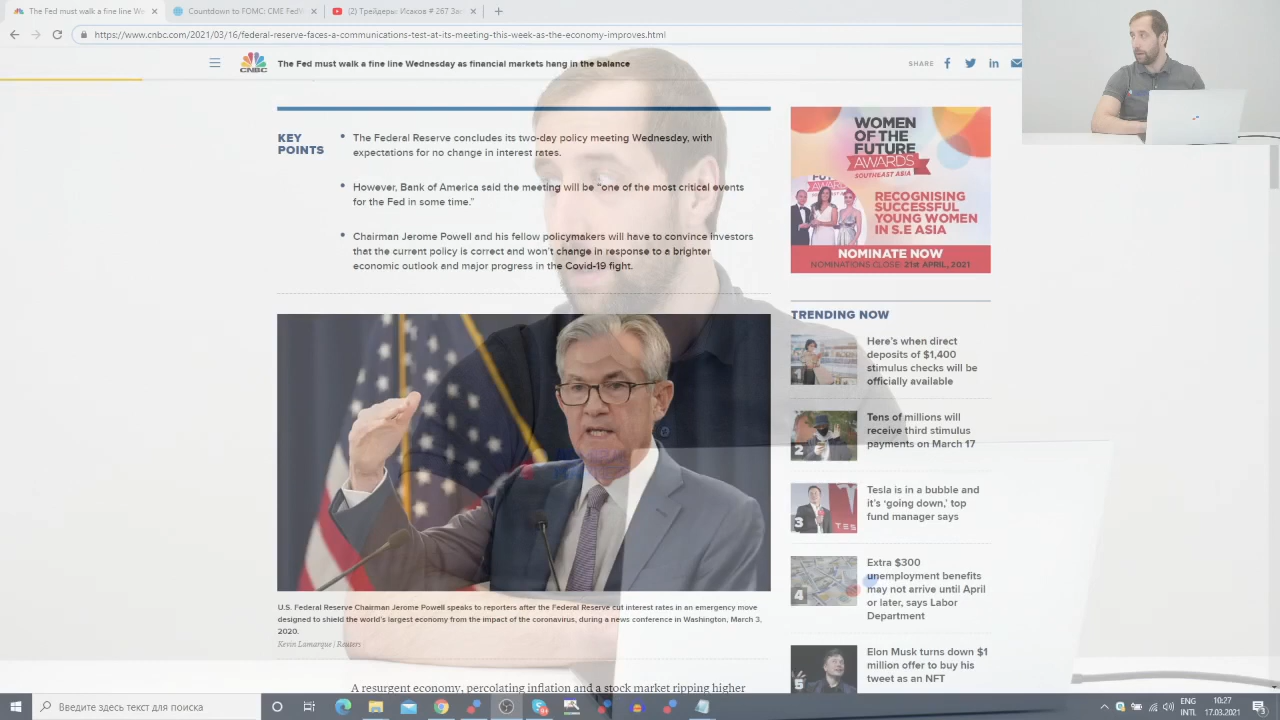 The Fed must walk a fine line W
Countdown to FOMC: CME FedW
(2) Трейдеры Исаков # 267 Заг
https://www.cnbc.com/2021/03/16/federal-reserve-faces-a-communications-test-at-its-meeting-this-week-as-the-economy-improves.html
CNBC
The Fed must walk a fine line Wednesday as financial markets hang in the balance
SHARE
KEY
POINTS
The Federal Reserve concludes its two-day policy meeting Wednesday, with
expectations for no change in interest rates.
However, Bank of America said the meeting will be “one of the most critical events
for the Fed in some time.”
Chairman Jerome Powell and his fellow policymakers will have to convince investors
that the current policy is correct and won’t change in response to a brighter
economic outlook and major progress in the Covid-19 fight.
U.S. Federal Reserve Chairman Jerome Powell speaks to reporters after the Federal Reserve cut interest rates in an emergency move
designed to shield the world’s largest economy from the impact of the coronavirus, during a news conference in Washington, March 3,
2020.
Kevin Lamarque | Reuters
A resurgent economy, percolating inflation and a stock market ripping higher
WOMEN
OF THE
FUTURE
AWARDS
SOUTHEAST ASIA
RECOGNISING
SUCCESSFUL
YOUNG WOMEN
IN S.E ASIA
NOMINATE NOW
NOMINATIONS CLOSE: 21st APRIL, 2021
TRENDING NOW
1
Here’s when direct
deposits of $1,400
stimulus checks will be
officially available
2
Tens of millions will
receive third stimulus
payments on March 17
3
Tesla is in a bubble and
it’s ‘going down,’ top
fund manager says
4
Extra $300
unemployment benefits
may not arrive until April
or later, says Labor
Department
5
Elon Musk turns down $1
million offer to buy his
tweet as an NFT
Введите здесь текст для поиска
ENG
INTL
10:27
17.03.2021